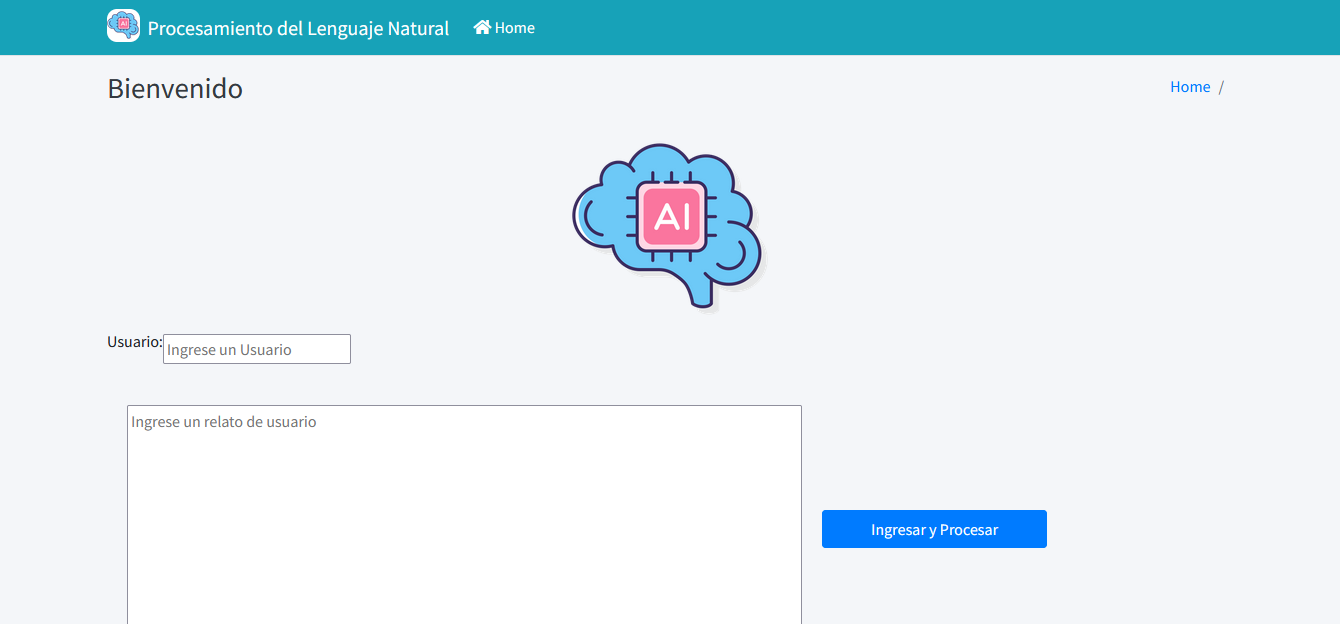 AI Procesamiento del Lenguaje Natural Home
Bienvenido
Home /
AI
Usuario: Ingrese un Usuario
Ingrese un relato de usuario
Ingresar y Procesar